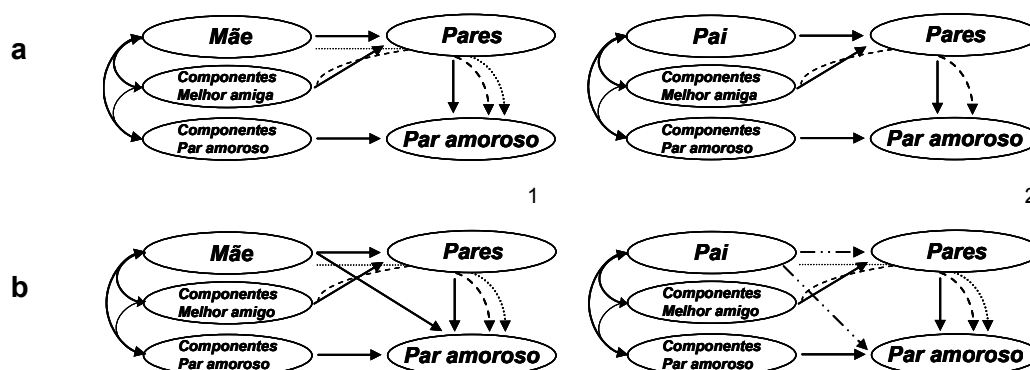 a
Mãe
Pares
Componentes
Melhor amiga
Componentes
Par amoroso
Par amoroso
1
Pai
Pares
Componentes
Melhor amiga
Componentes
Par amoroso
Par amoroso
2
b
Mãe
Pares
Componentes
Melhor amigo
Componentes
Par amoroso
Par amoroso
Pai
Pares
Componentes
Melhor amigo
Componentes
Par amoroso
Par amoroso